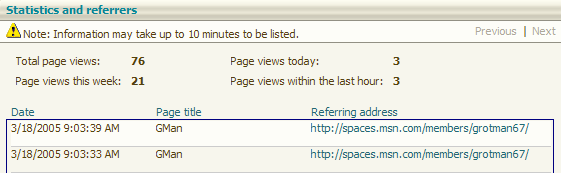 Statistics and referrers
Note: Information may take up to 10 minutes to be listed. Previous | Next
Total page views: 76 Page views today: 3
Page views this week: 21 Page views within the last hour: 3
Date Page title Referring address
3/18/2005 9:03:39 AM GMan http://spaces.msn.com/members/grotman67/
3/18/2005 9:03:33 AM GMan http://spaces.msn.com/members/grotman67/